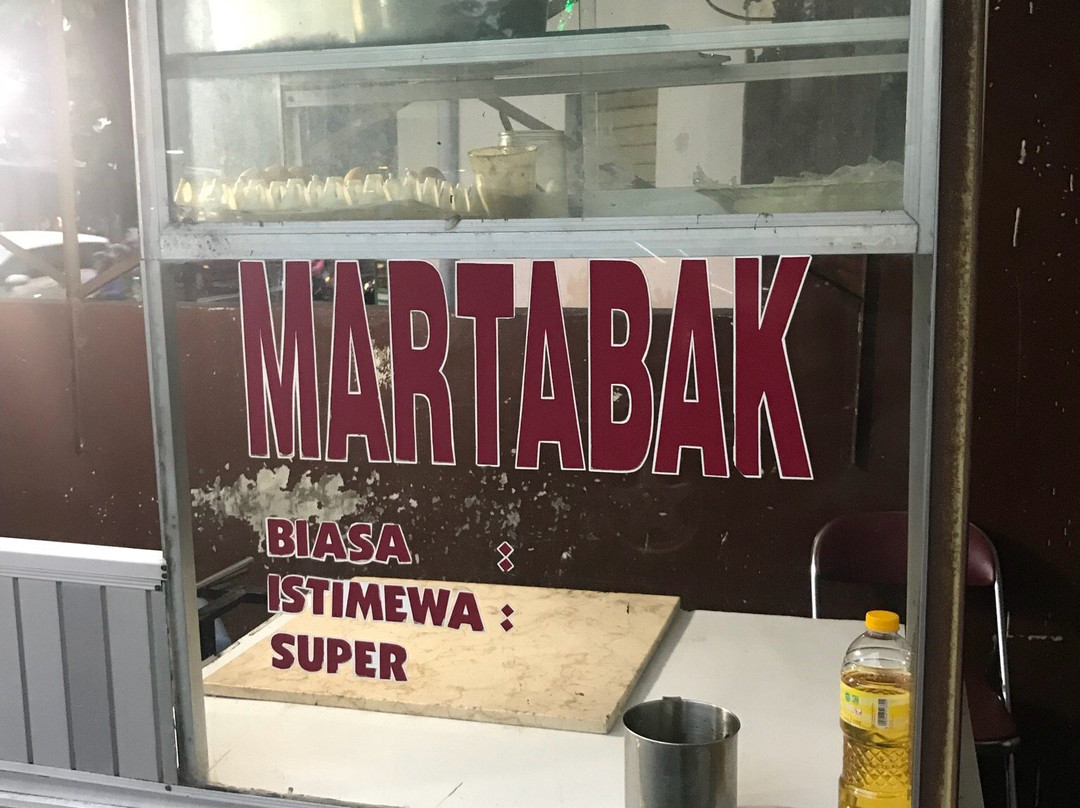 MARTABAK
BIASA :
ISTIMEWA :
SUPER